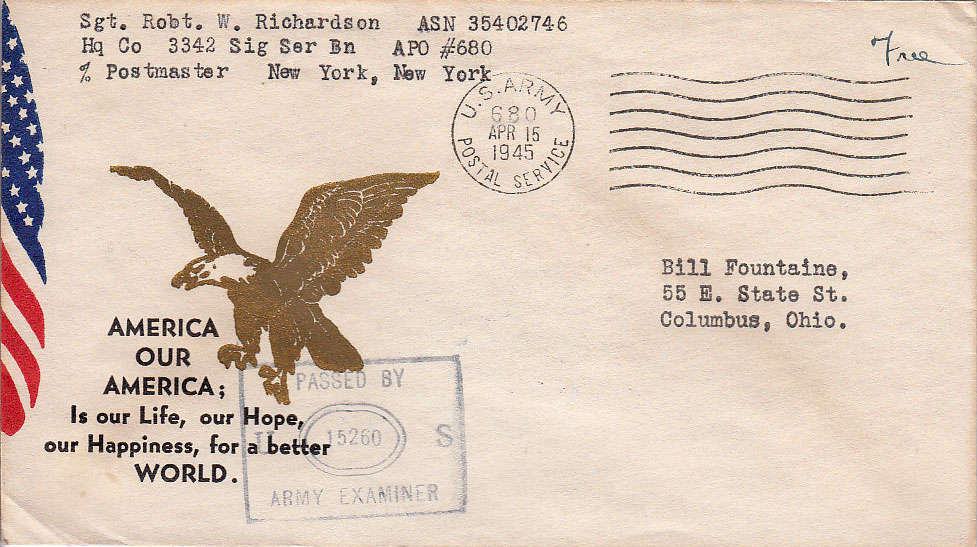 Sgt. Robt. W. Richardson ASN 35402746
Hq Co 3342 Sig Ser Bn APO #680
% Postmaster New York, New York
Free
U.S. ARMY
680
APR 15
1945
POSTAL SERVICE
Bill Fountaine,
55 E. State St.
Columbus, Ohio.
AMERICA
OUR
AMERICA;
Is our Life, our Hope,
our Happiness, for a better
WORLD.
PASSED BY
U 15260 S
ARMY EXAMINER